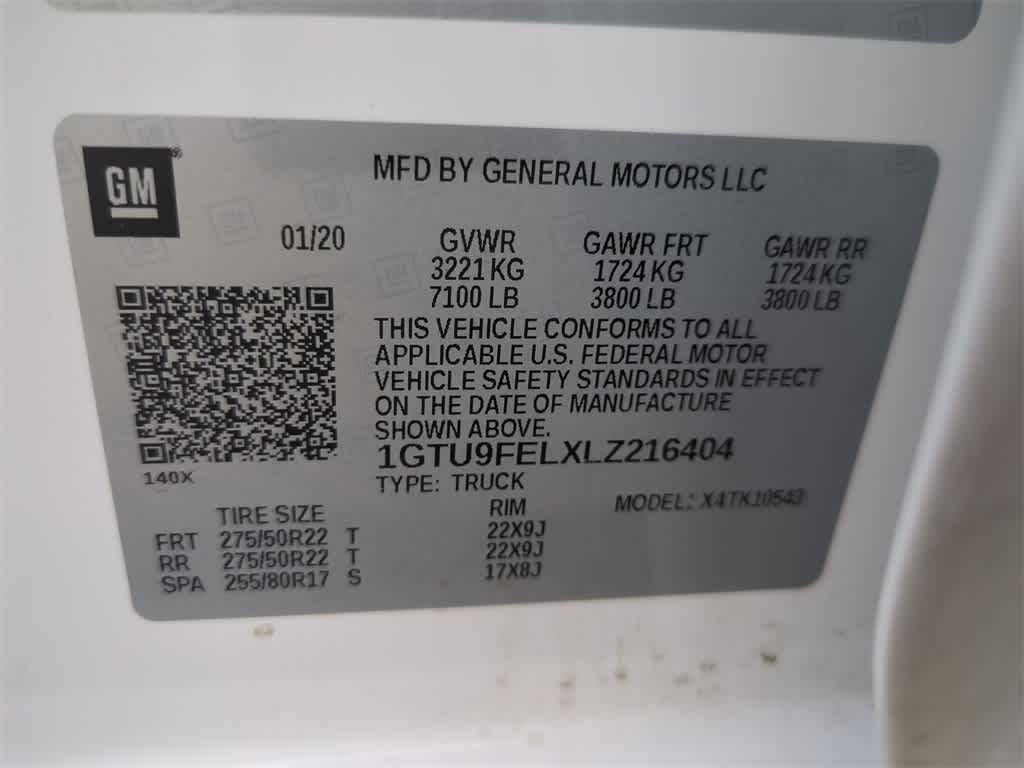 GM
MFD BY GENERAL MOTORS LLC
01/20 GVWR GAWR FRT GAWR RR
3221 KG 1724 KG 1724 KG
7100 LB 3800 LB 3800 LB
THIS VEHICLE CONFORMS TO ALL
APPLICABLE U.S. FEDERAL MOTOR
VEHICLE SAFETY STANDARDS IN EFFECT
ON THE DATE OF MANUFACTURE
SHOWN ABOVE.
1GTU9FELXLZ216404
140X
TYPE: TRUCK
TIRE SIZE RIM MODEL: X4TK10543
FRT 275/50R22 T 22X9J
RR 275/50R22 T 22X9J
SPA 255/80R17 S 17X8J